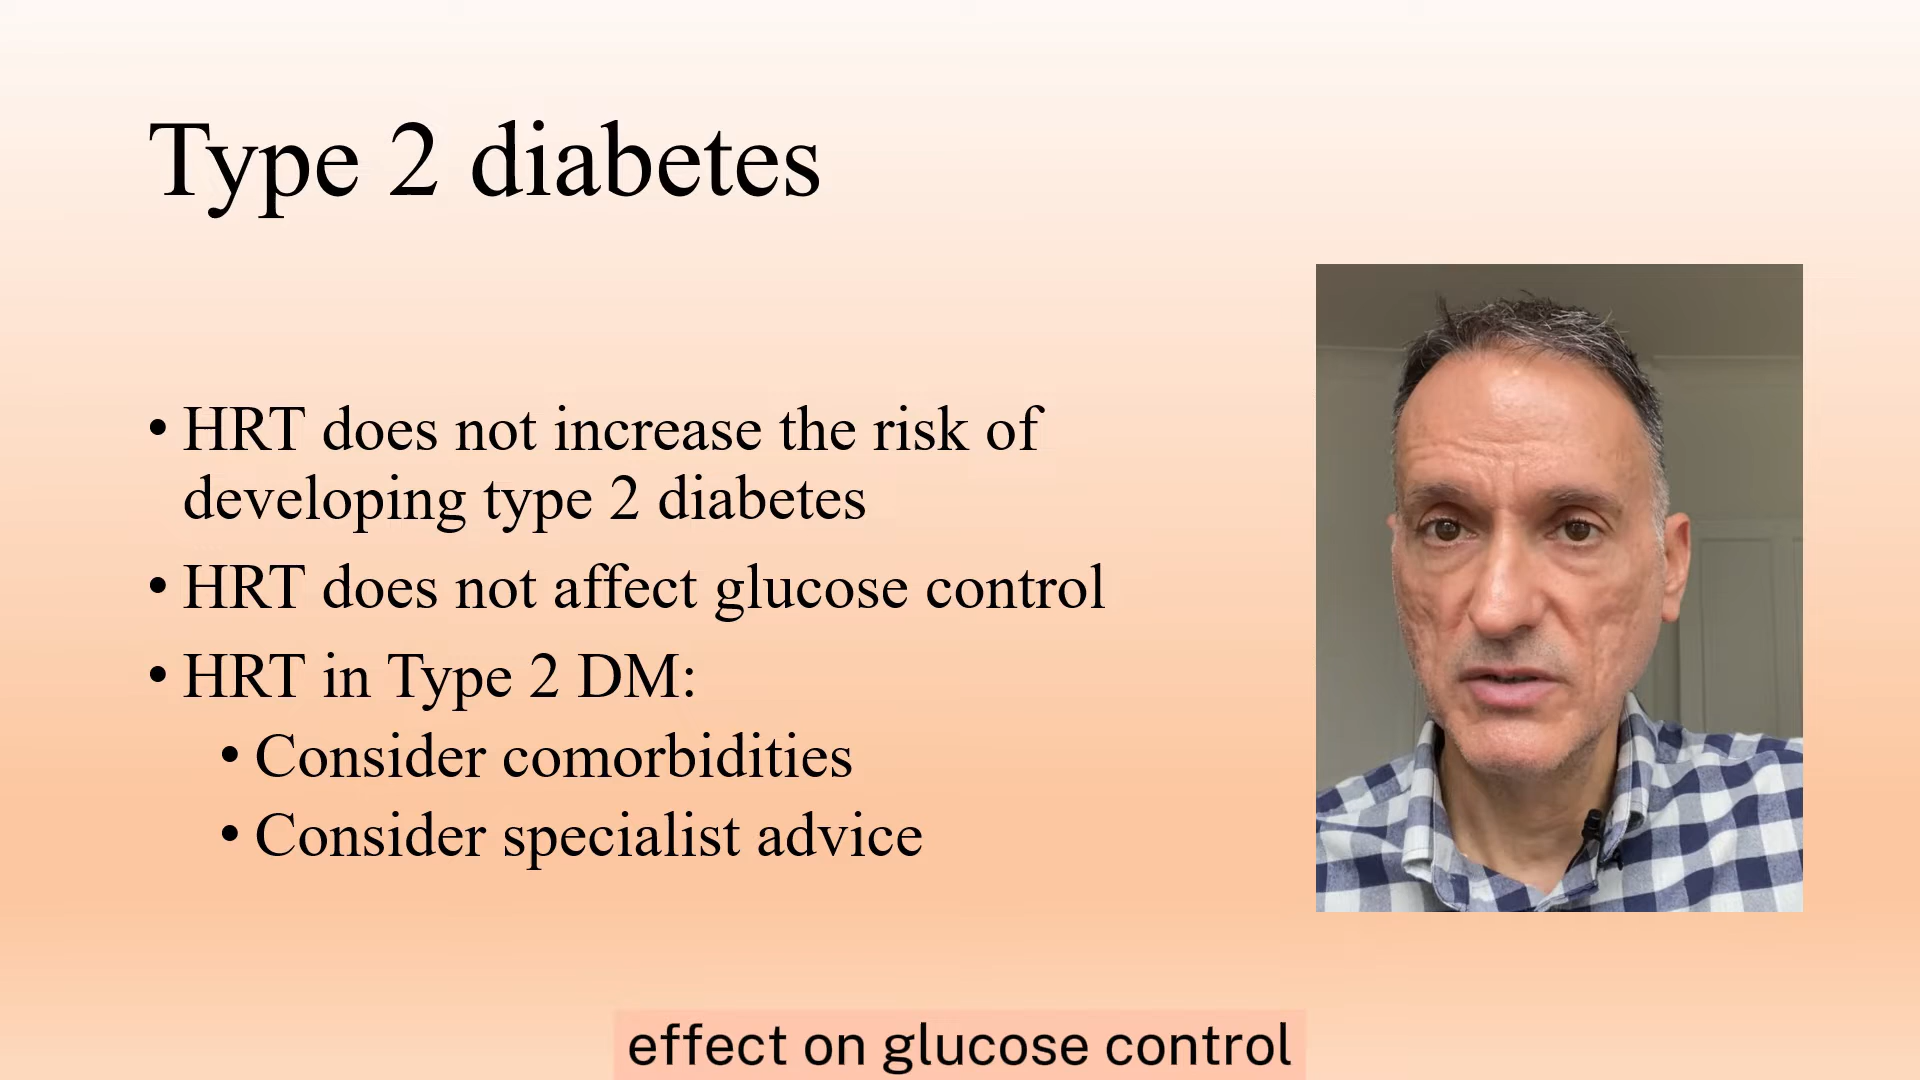 Type 2 diabetes
• HRT does not increase the risk of
developing type 2 diabetes
• HRT does not affect glucose control
• HRT in Type 2 DM:
• Consider comorbidities
• Consider specialist advice
effect on glucose control